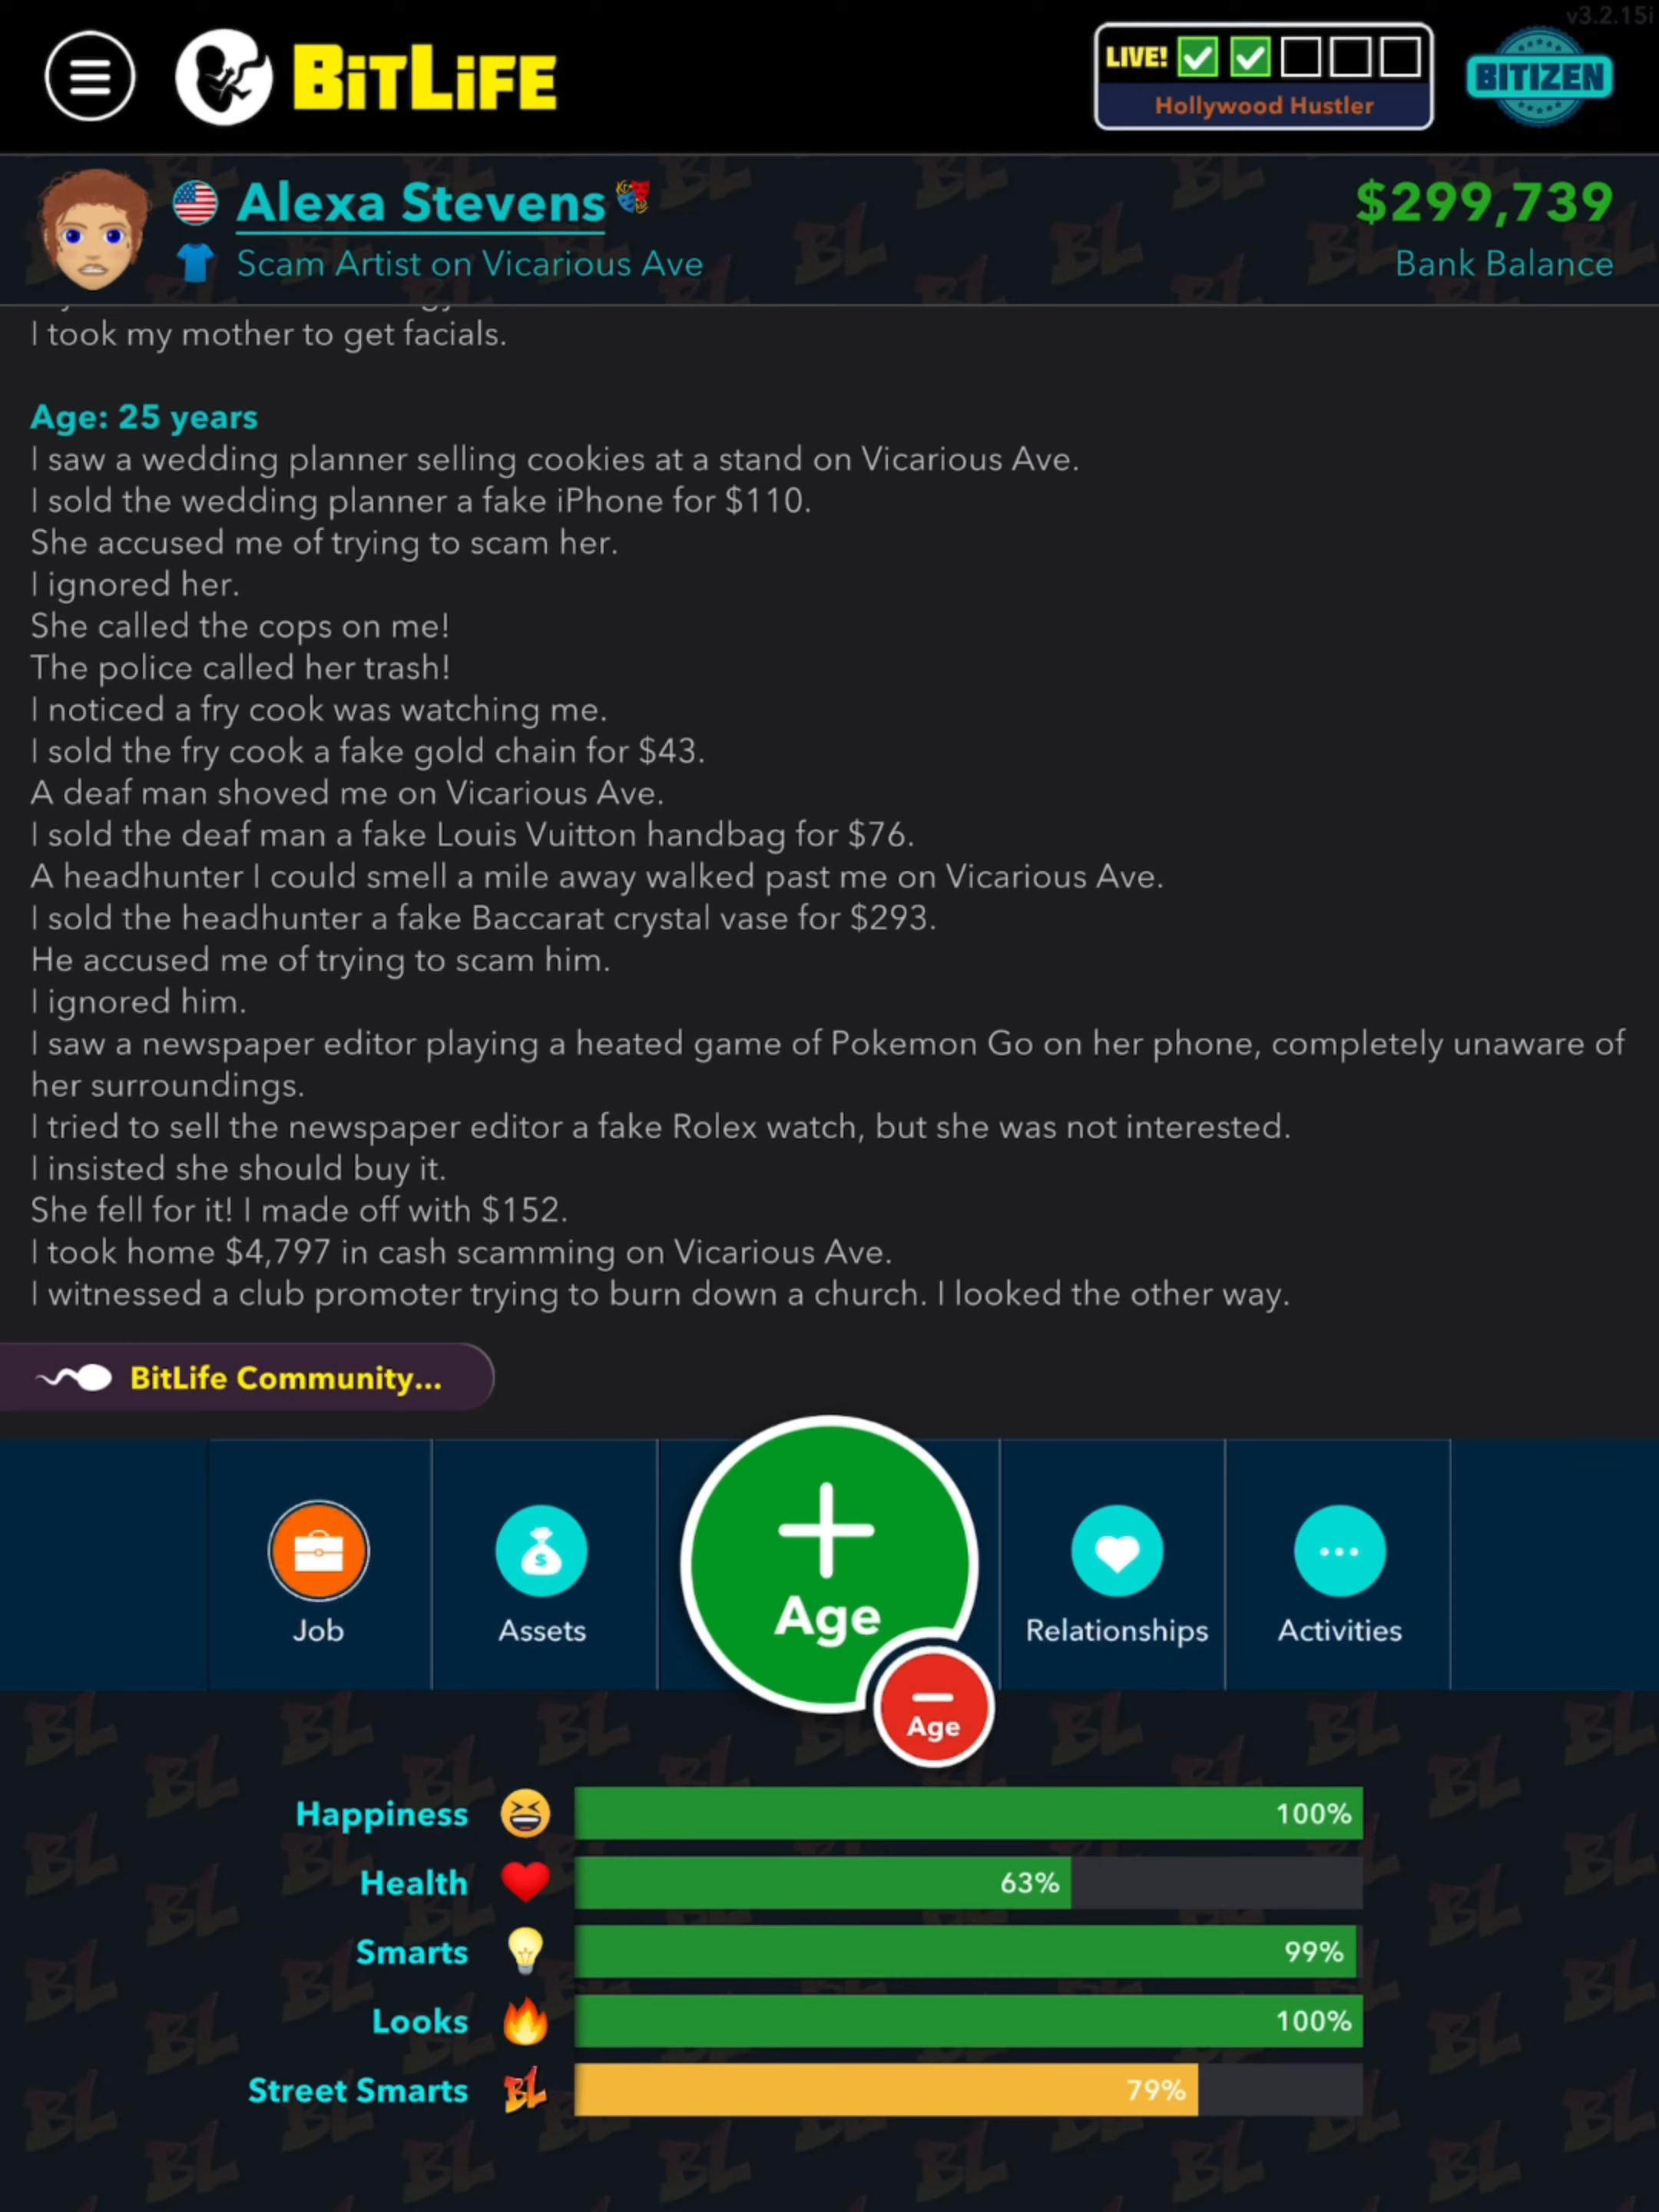 v3.2.15i
BiTLiFE
LIVE!
Hollywood Hustler
BITIZEN
Alexa Stevens
$299,739
Scam Artist on Vicarious Ave
Bank Balance
I took my mother to get facials.
Age: 25 years
I saw a wedding planner selling cookies at a stand on Vicarious Ave.
I sold the wedding planner a fake iPhone for $110.
She accused me of trying to scam her.
I ignored her.
She called the cops on me!
The police called her trash!
I noticed a fry cook was watching me.
I sold the fry cook a fake gold chain for $43.
A deaf man shoved me on Vicarious Ave.
I sold the deaf man a fake Louis Vuitton handbag for $76.
A headhunter I could smell a mile away walked past me on Vicarious Ave.
I sold the headhunter a fake Baccarat crystal vase for $293.
He accused me of trying to scam him.
I ignored him.
I saw a newspaper editor playing a heated game of Pokemon Go on her phone, completely unaware of
her surroundings.
I tried to sell the newspaper editor a fake Rolex watch, but she was not interested.
I insisted she should buy it.
She fell for it! I made off with $152.
I took home $4,797 in cash scamming on Vicarious Ave.
I witnessed a club promoter trying to burn down a church. I looked the other way.
BitLife Community...
Job
Assets
Age
Relationships
Activities
Age
Happiness 100%
Health 63%
Smarts 99%
Looks 100%
Street Smarts BL 79%